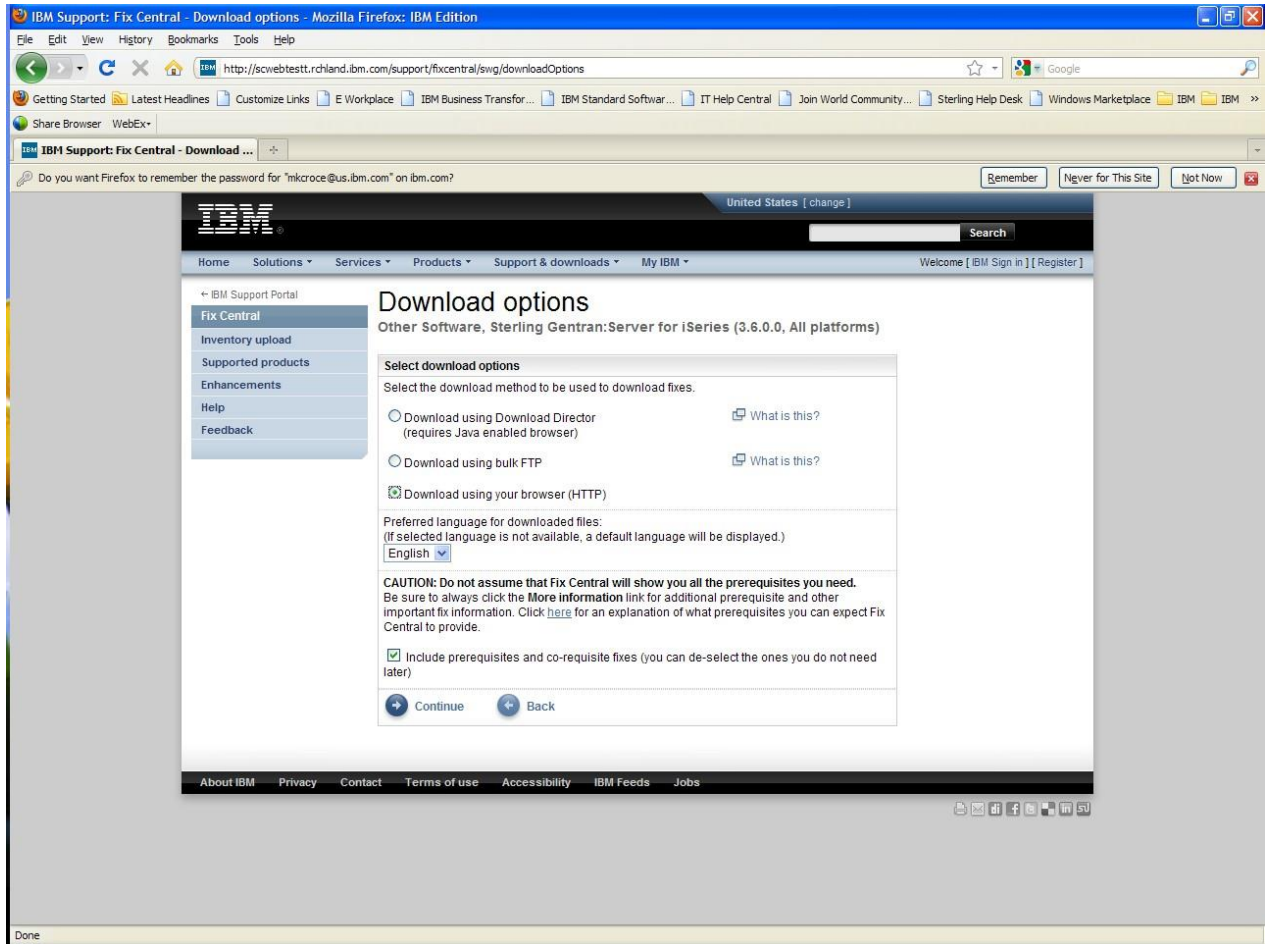 IBM Support: Fix Central - Download options - Mozilla Firefox: IBM Edition
File Edit View History Bookmarks Tools Help
http://scwebtestt.rchland.ibm.com/support/fixcentral/swg/downloadOptions Google
Getting Started Latest Headlines Customize Links E Workplace IBM Business Transfor... IBM Standard Softwar... IT Help Central Join World Community... Sterling Help Desk Windows Marketplace IBM IBM »
Share Browser WebEx
IBM Support: Fix Central - Download ...
Do you want Firefox to remember the password for "mkcroce@us.ibm.com" on ibm.com? Remember Never for This Site Not Now
United States [ change ]
IBM®
Search
Home Solutions Services Products Support & downloads My IBM Welcome [ IBM Sign in ] [ Register ]
← IBM Support Portal
Fix Central
Inventory upload
Supported products
Enhancements
Help
Feedback
Download options
Other Software, Sterling Gentran:Server for iSeries (3.6.0.0, All platforms)
Select download options
Select the download method to be used to download fixes.
Download using Download Director What is this?
(requires Java enabled browser)
Download using bulk FTP What is this?
Download using your browser (HTTP)
Preferred language for downloaded files:
(If selected language is not available, a default language will be displayed.)
English
CAUTION: Do not assume that Fix Central will show you all the prerequisites you need.
Be sure to always click the More information link for additional prerequisite and other
important fix information. Click here for an explanation of what prerequisites you can expect Fix
Central to provide.
Include prerequisites and co-requisite fixes (you can de-select the ones you do not need
later)
Continue Back
About IBM Privacy Contact Terms of use Accessibility IBM Feeds Jobs
Done